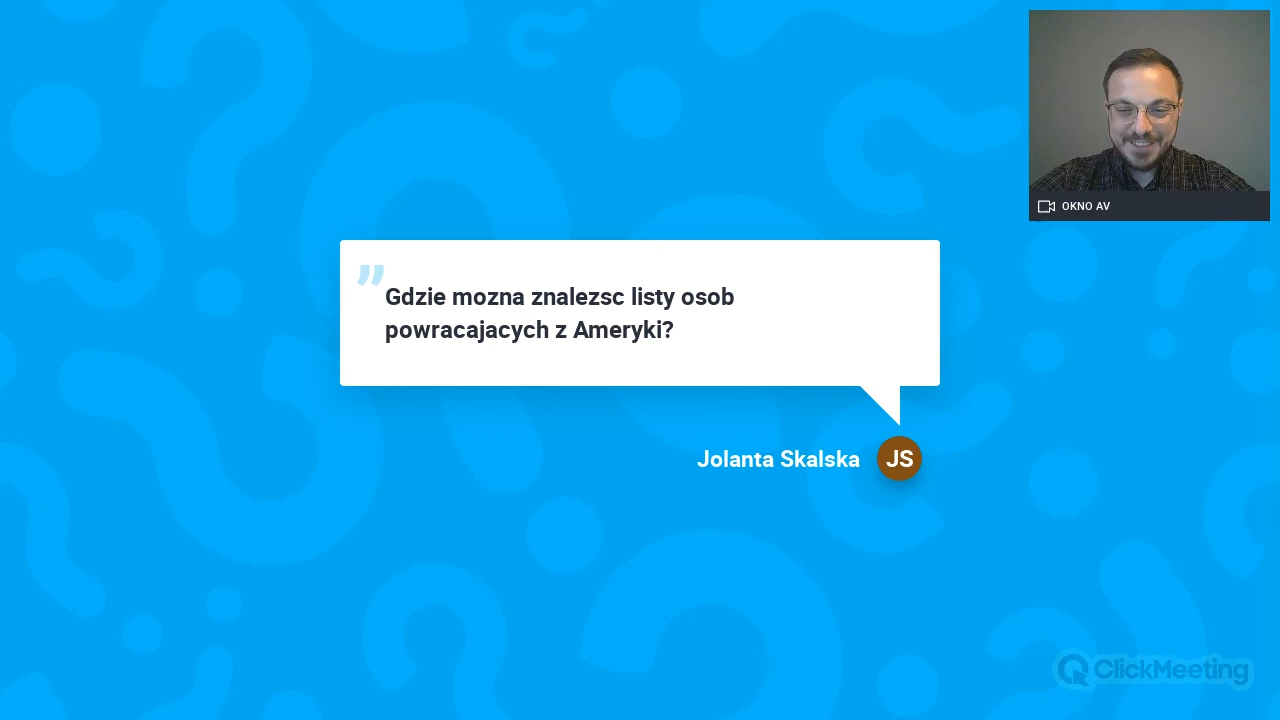 OKNO AV
Gdzie mozna znalezsc listy osob
powracajacych z Ameryki?
Jolanta Skalska
JS
ClickMeeting